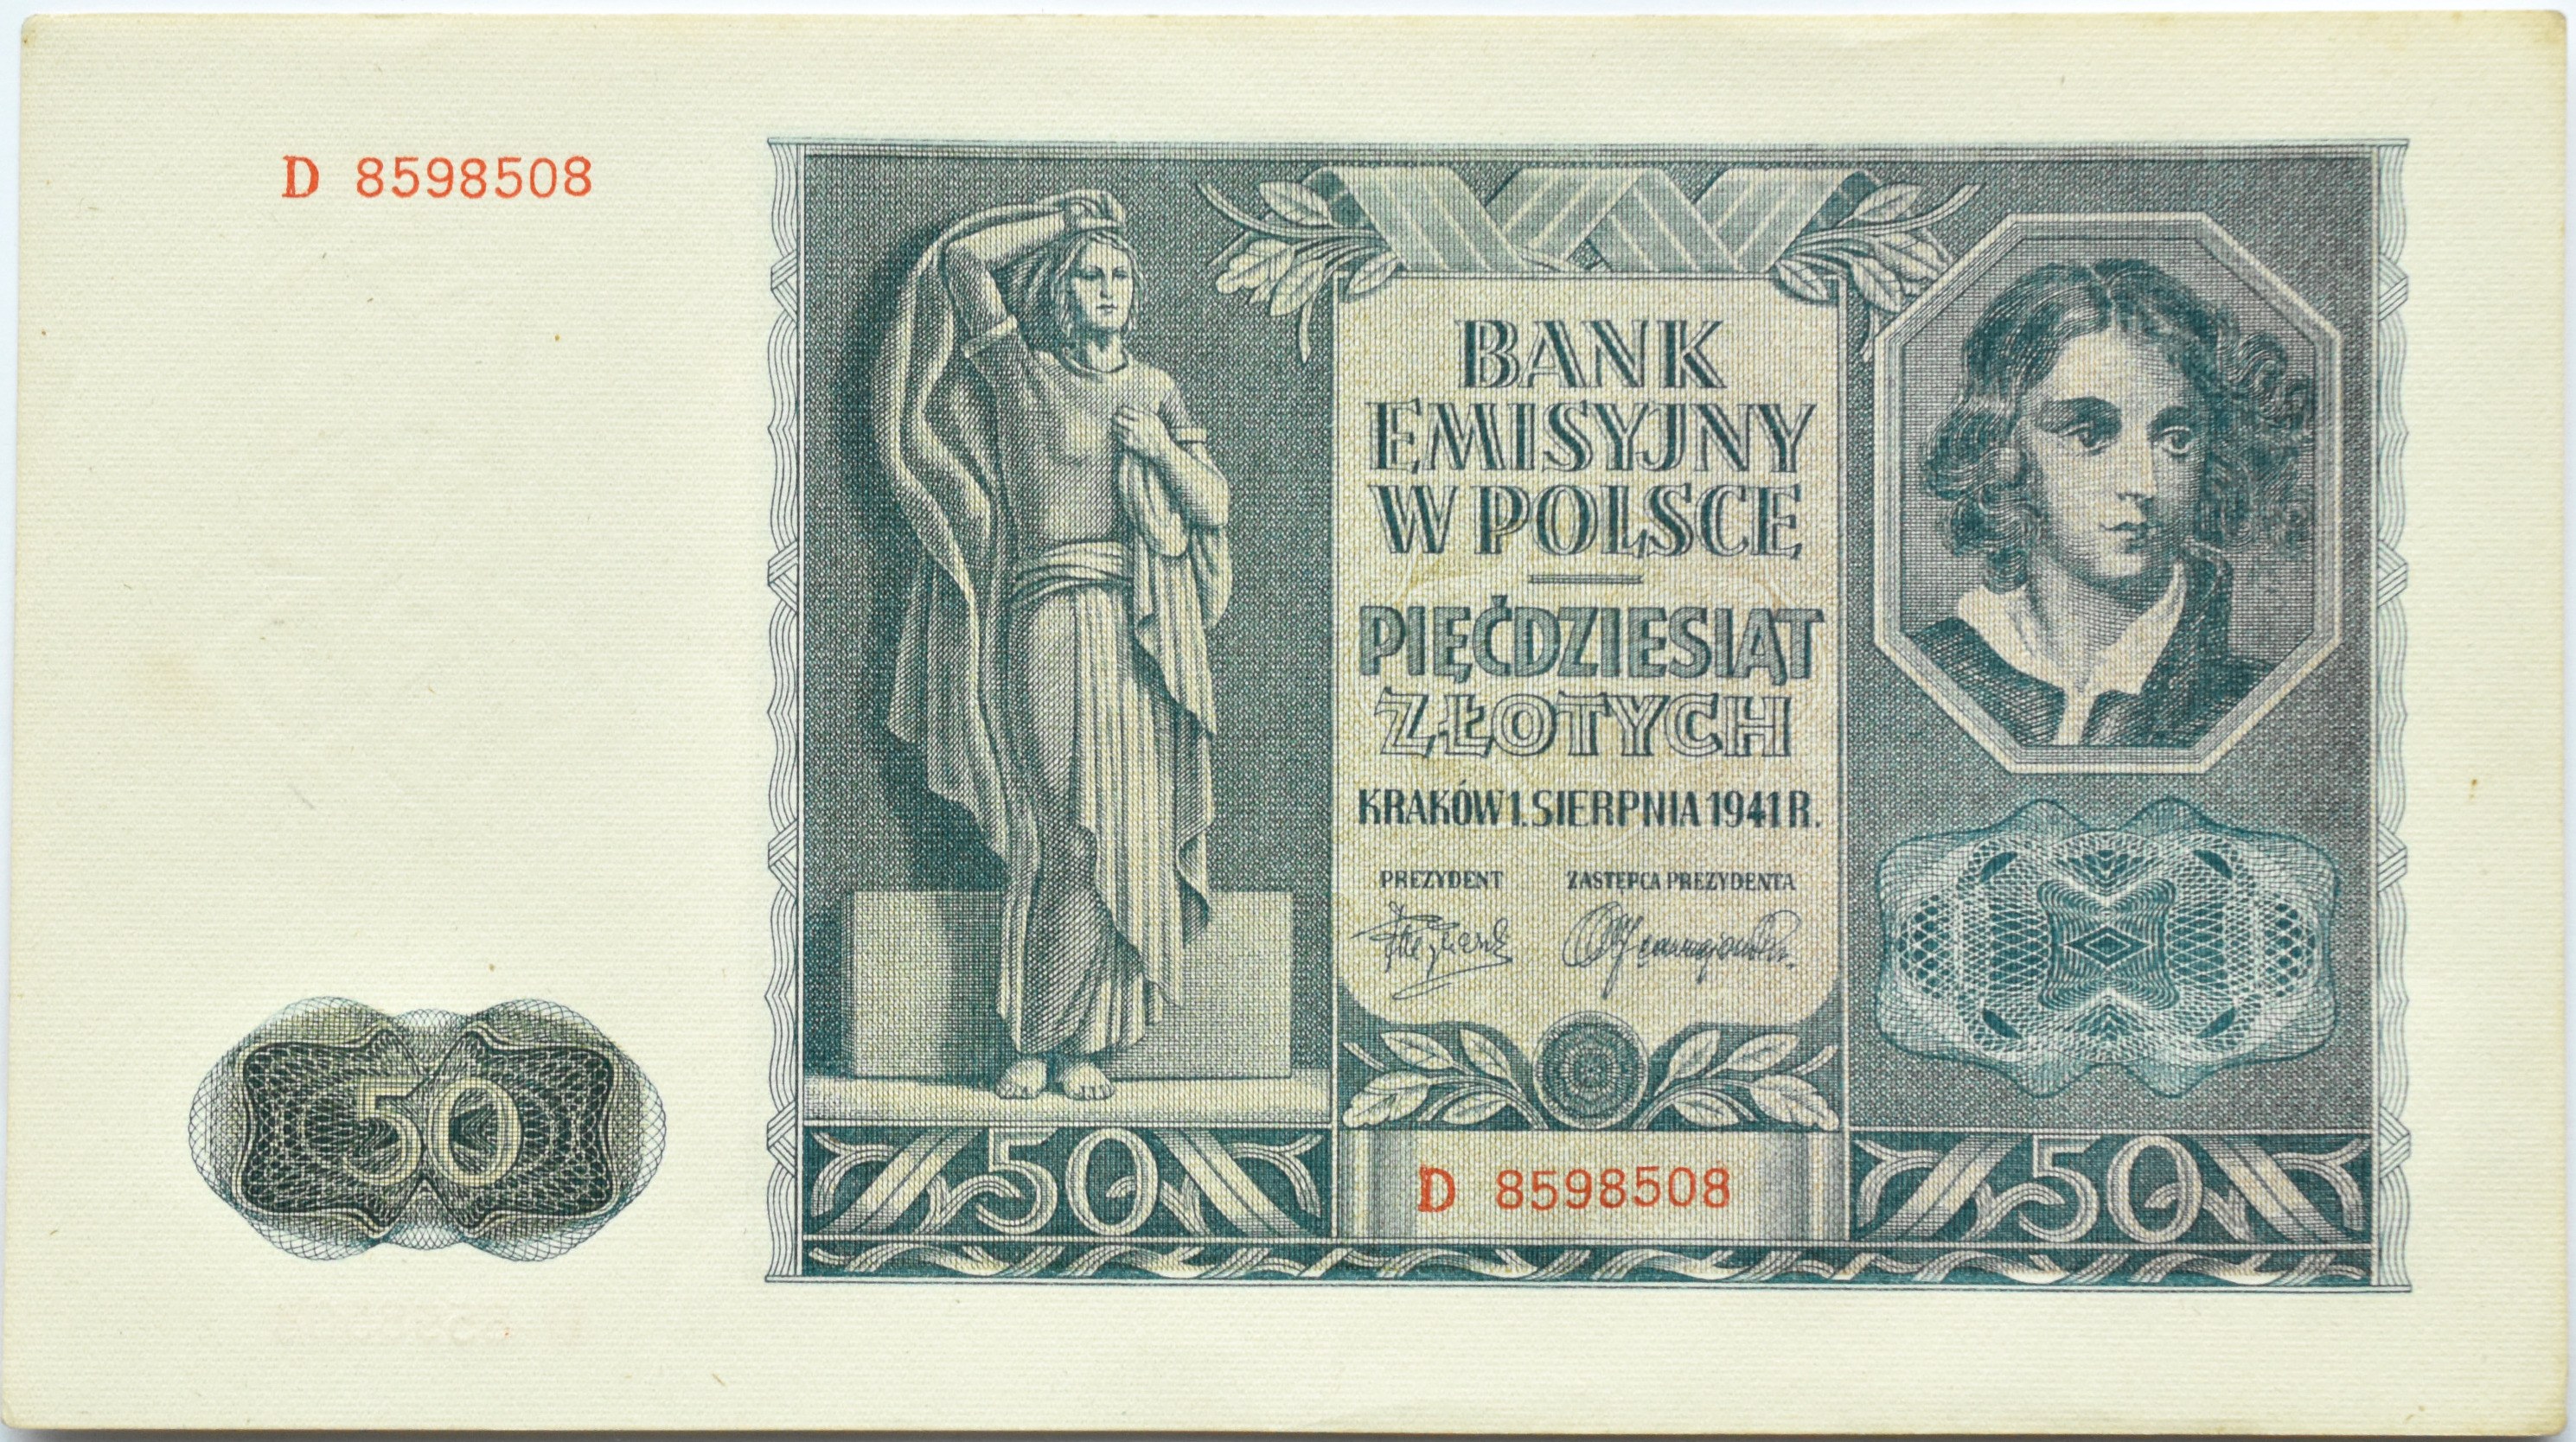 D 8598508
BANK
EMISYJNY
W POLSCE
PIĘĆDZIESIĄT
ZŁOTYCH
KRAKÓW 1. SIERPNIA 1941 R.
PREZYDENT ZASTĘPCA PREZYDENTA
50
50
D 8598508
50